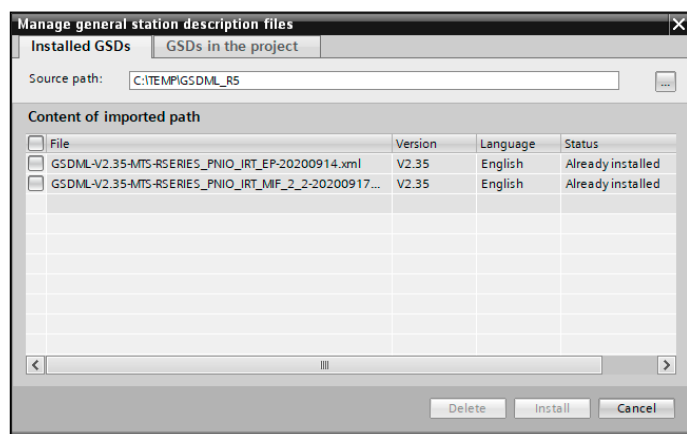 Manage general station description files
Installed GSDs GSDs in the project
Source path: C:\TEMP\GSDML_R5 ...
Content of imported path
File Version Language Status
GSDML-V2.35-MTS-RSERIES_PNIO_IRT_EP-20200914.xml V2.35 English Already installed
GSDML-V2.35-MTS-RSERIES_PNIO_IRT_MIF_2_2-20200917... V2.35 English Already installed
Delete Install Cancel